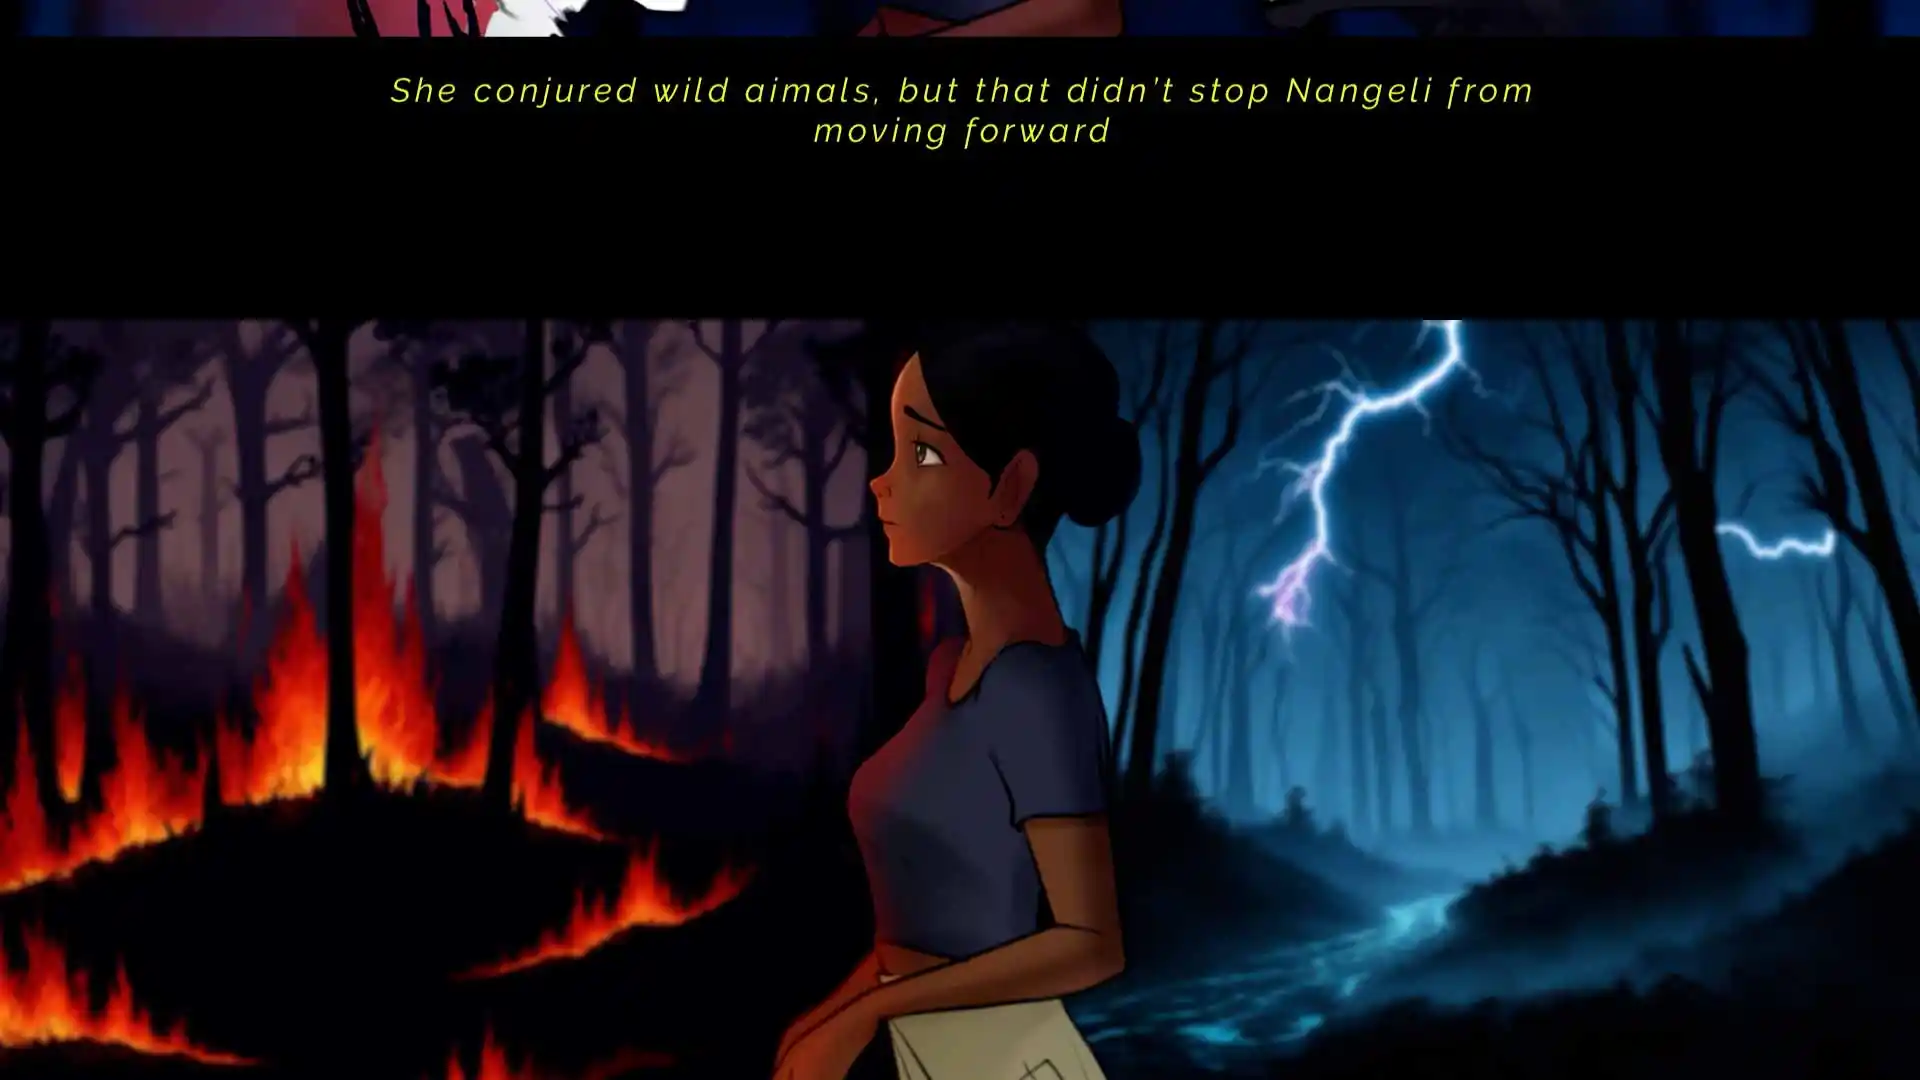 She conjured wild aimals, but that didn't stop Nangeli from
moving forward